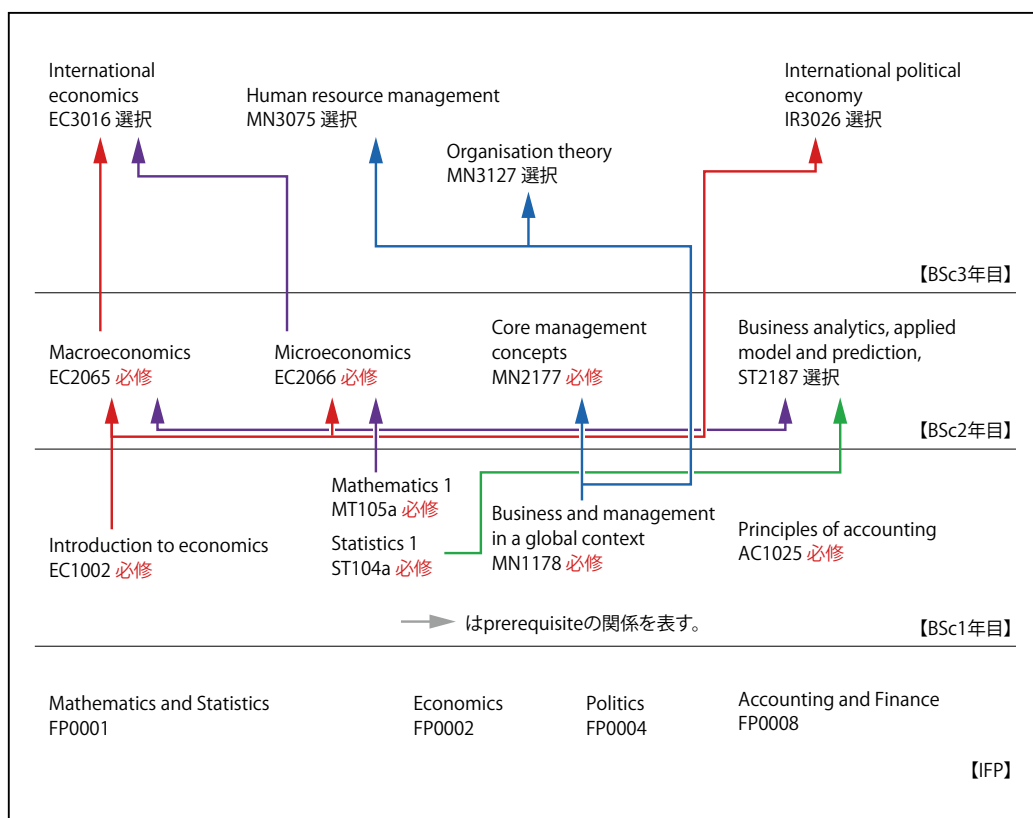 International
economics
EC3016 選択
Human resource management
MN3075 選択
Organisation theory
MN3127 選択
International political
economy
IR3026 選択
【BSc3年目】
Macroeconomics
EC2065 必修
Microeconomics
EC2066 必修
Core management
concepts
MN2177 必修
Business analytics, applied
model and prediction,
ST2187 選択
【BSc2年目】
Introduction to economics
EC1002 必修
Mathematics 1
MT105a 必修
Statistics 1
ST104a 必修
Business and management
in a global context
MN1178 必修
Principles of accounting
AC1025 必修
はprerequisiteの関係を表す。
【BSc1年目】
Mathematics and Statistics
FP0001
Economics
FP0002
Politics
FP0004
Accounting and Finance
FP0008
【IFP】